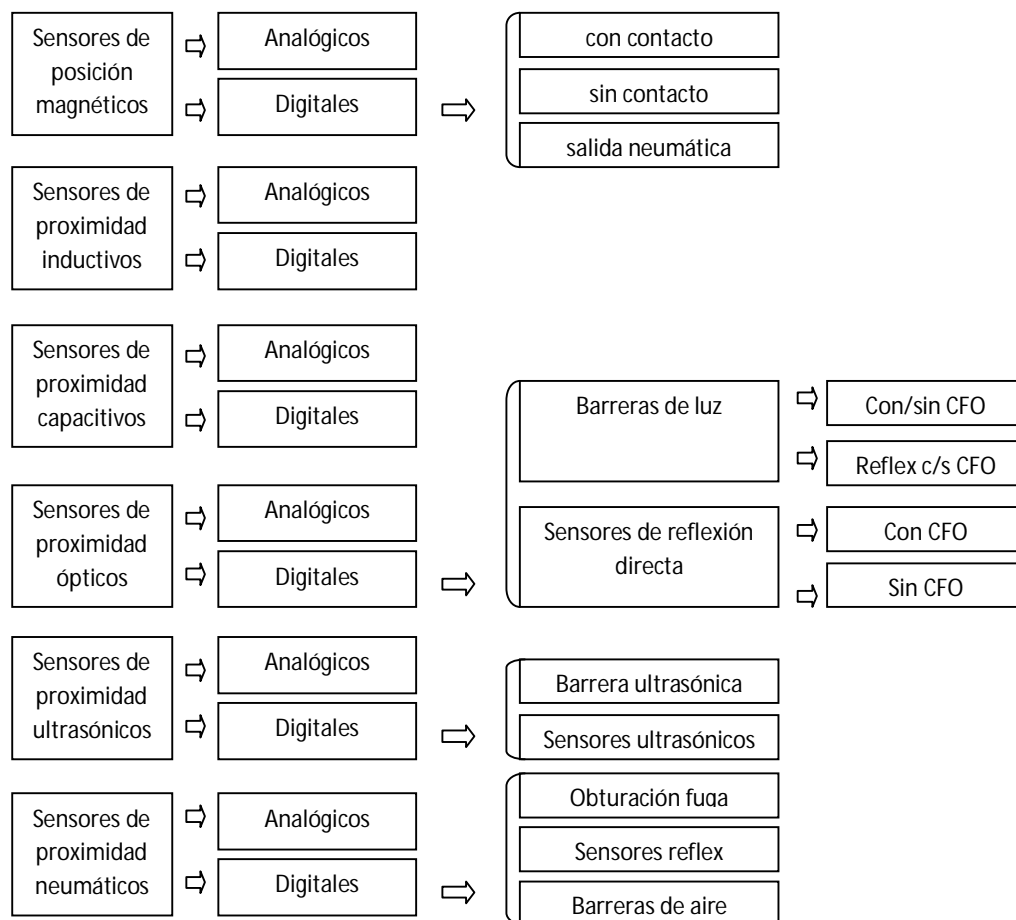 Sensores de
posición
magnéticos
Analógicos
Digitales
con contacto
sin contacto
salida neumática
Sensores de
proximidad
inductivos
Analógicos
Digitales
Sensores de
proximidad
capacitivos
Analógicos
Digitales
Sensores de
proximidad
ópticos
Analógicos
Digitales
Barreras de luz
Con/sin CFO
Reflex c/s CFO
Sensores de reflexión
directa
Con CFO
Sin CFO
Sensores de
proximidad
ultrasónicos
Analógicos
Digitales
Barrera ultrasónica
Sensores ultrasónicos
Sensores de
proximidad
neumáticos
Analógicos
Digitales
Obturación fuga
Sensores reflex
Barreras de aire